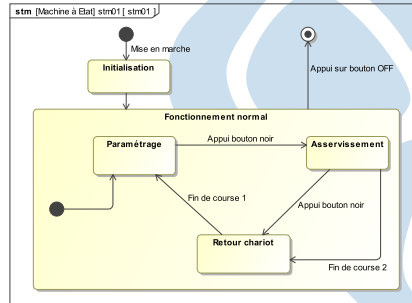 stm [Machine à Etat] stm01 [ stm01 ]
Mise en marche
Initialisation
Appui sur bouton OFF
Fonctionnement normal
Paramétrage
Appui bouton noir
Asservissement
Fin de course 1
Appui bouton noir
Retour chariot
Fin de course 2